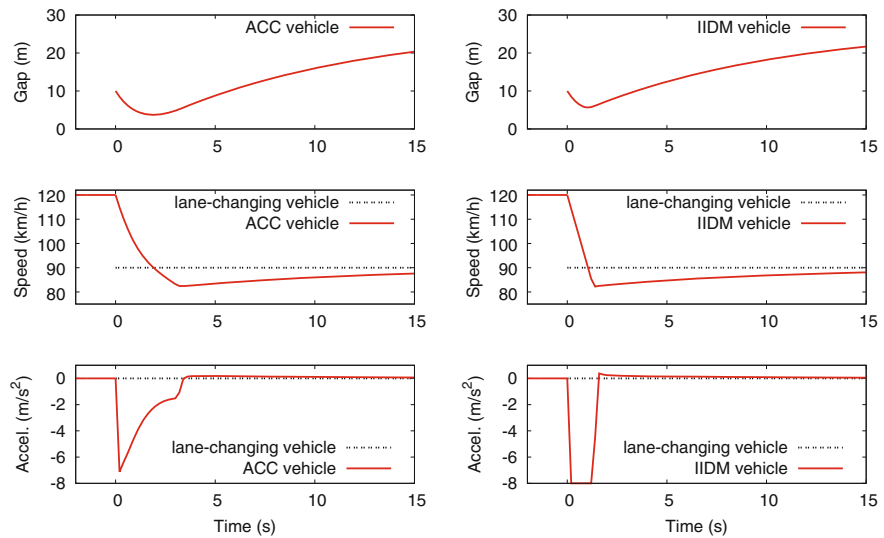 Gap (m)
30
20
10
0
ACC vehicle
0 5 10 15
Gap (m)
30
20
10
0
IIDM vehicle
0 5 10 15
Speed (km/h)
120
110
100
90
80
lane-changing vehicle
ACC vehicle
0 5 10 15
Speed (km/h)
120
110
100
90
80
lane-changing vehicle
IIDM vehicle
0 5 10 15
Accel. (m/s²)
0
-2
-4
-6
-8
lane-changing vehicle
ACC vehicle
0 5 10 15
Time (s)
Accel. (m/s²)
0
-2
-4
-6
-8
lane-changing vehicle
IIDM vehicle
0 5 10 15
Time (s)